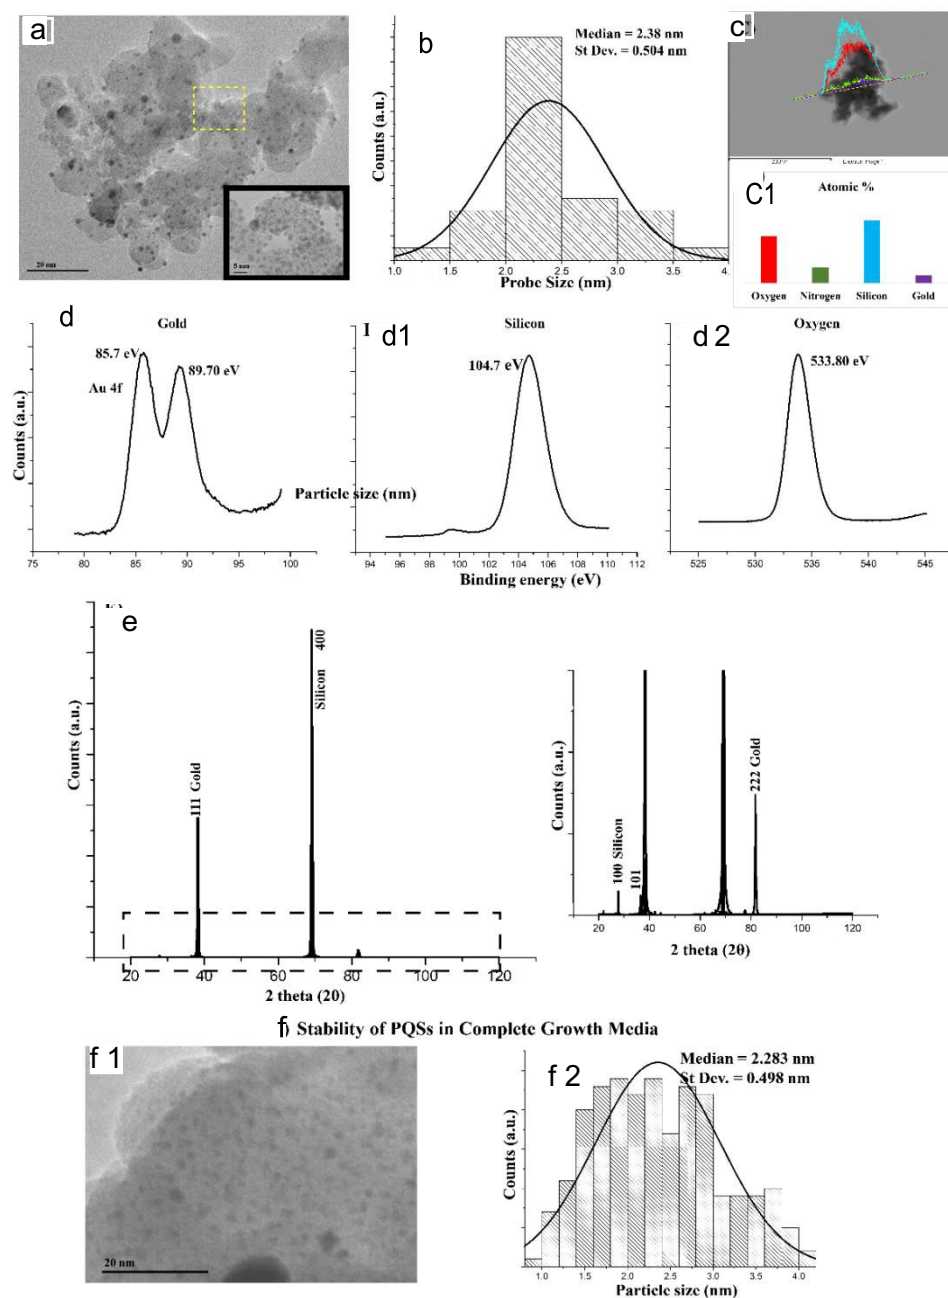 a
20 nm
5 nm
b
Median = 2.38 nm
St Dev. = 0.504 nm
Counts (a.u.)
1.0 1.5 2.0 2.5 3.0 3.5 4.
Probe Size (nm)
c
C1
Atomic %
Oxygen Nitrogen Silicon Gold
d
Gold
85.7 eV
89.70 eV
Au 4f
Counts (a.u.)
Particle size (nm)
75 80 85 90 95 100
I
d1
Silicon
104.7 eV
94 96 98 100 102 104 106 108 110 112
Binding energy (eV)
d 2
Oxygen
533.80 eV
525 530 535 540 545
e
Counts (a.u.)
111 Gold
Silicon 400
20 40 60 80 100 120
2 theta (20)
Counts (a.u.)
100 Silicon
101
222 Gold
20 40 60 80 100 120
2 theta (2θ)
f) Stability of PQSs in Complete Growth Media
f 1
20 nm
f 2
Median = 2.283 nm
St Dev. = 0.498 nm
Counts (a.u.)
1.0 1.5 2.0 2.5 3.0 3.5 4.0
Particle size (nm)